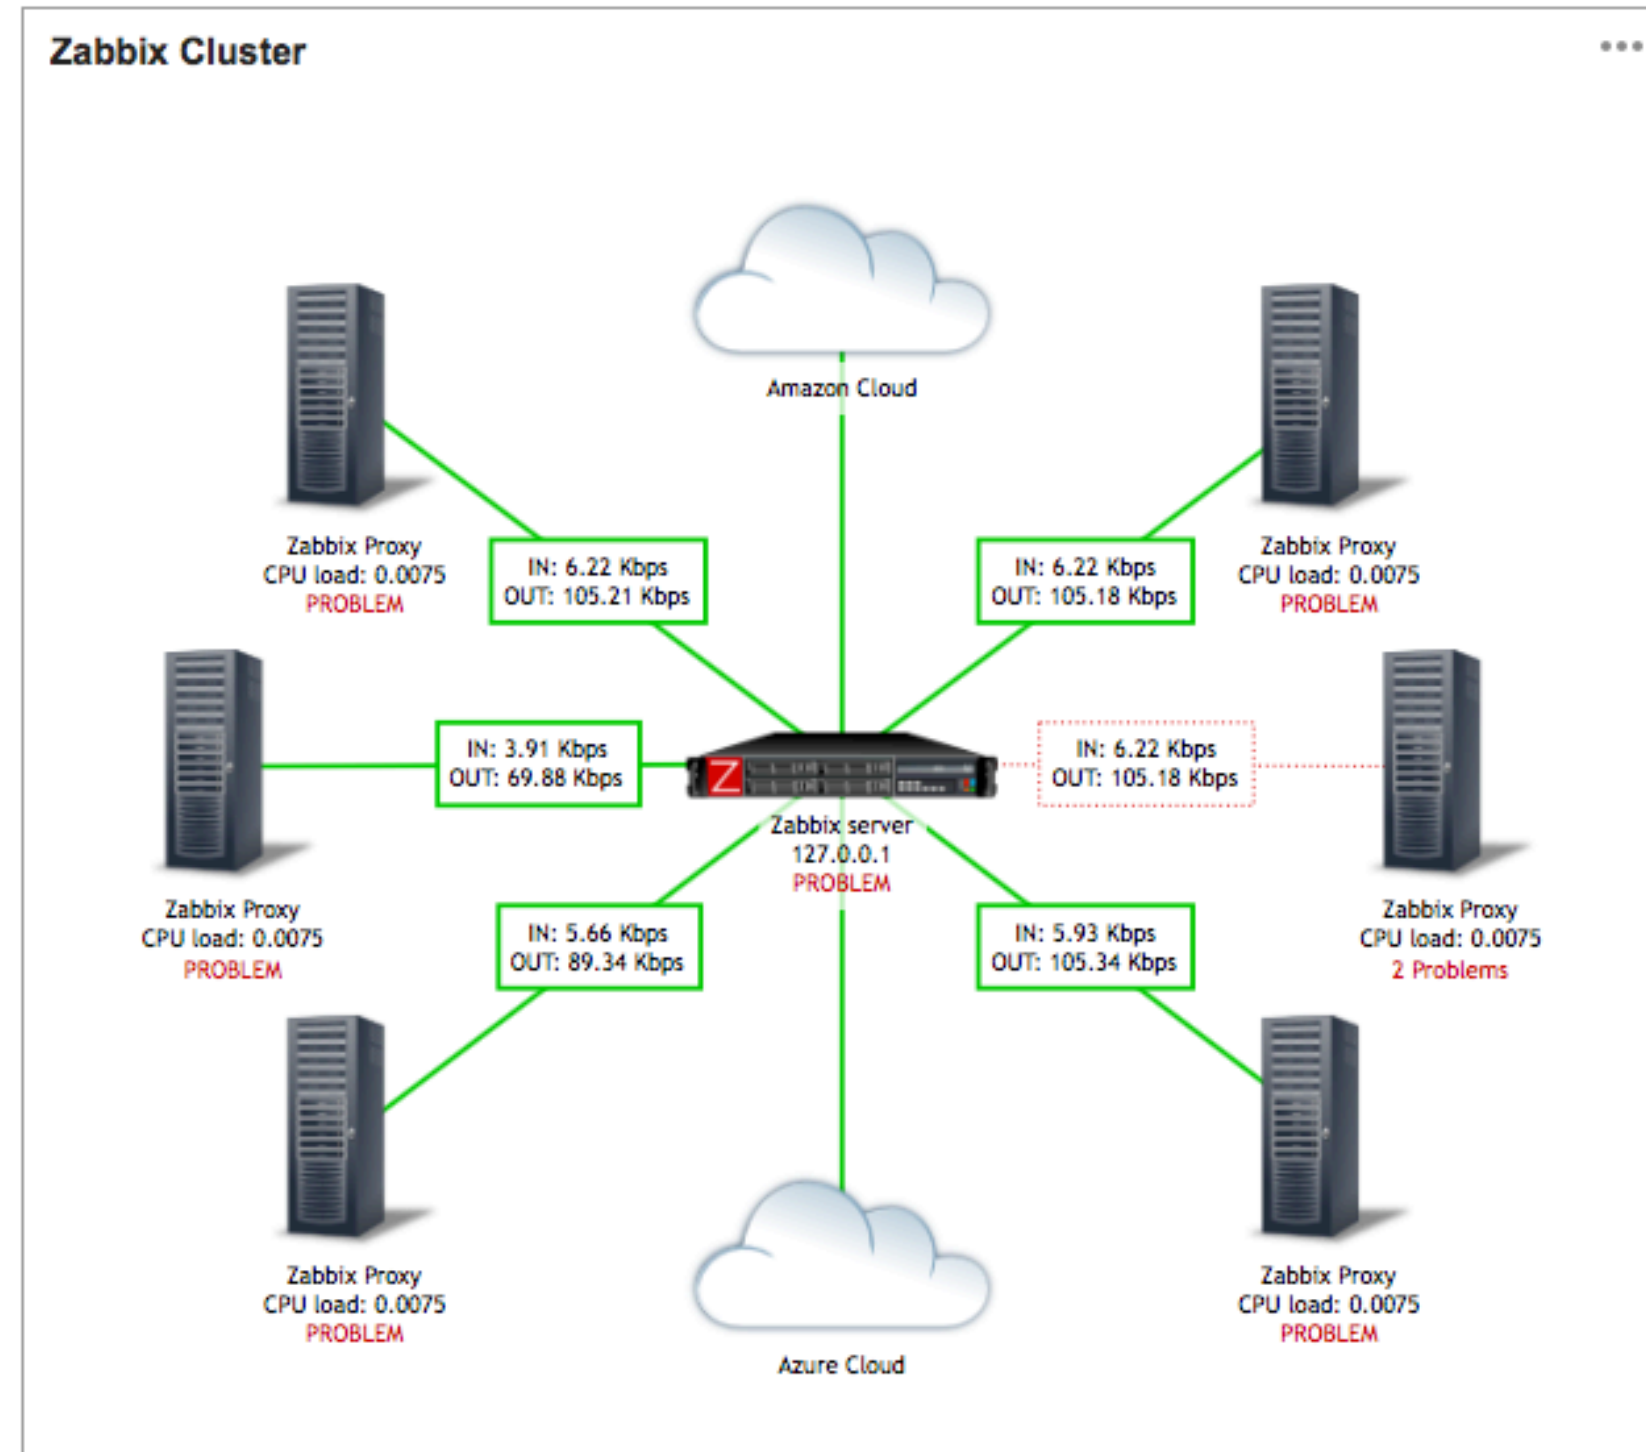 Zabbix Cluster
Amazon Cloud
Zabbix Proxy
CPU load: 0.0075
PROBLEM
IN: 6.22 Kbps
OUT: 105.21 Kbps
IN: 6.22 Kbps
OUT: 105.18 Kbps
Zabbix Proxy
CPU load: 0.0075
PROBLEM
Zabbix Proxy
CPU load: 0.0075
PROBLEM
IN: 3.91 Kbps
OUT: 69.88 Kbps
Z
Zabbix server
127.0.0.1
PROBLEM
IN: 6.22 Kbps
OUT: 105.18 Kbps
Zabbix Proxy
CPU load: 0.0075
2 Problems
IN: 5.66 Kbps
OUT: 89.34 Kbps
IN: 5.93 Kbps
OUT: 105.34 Kbps
Zabbix Proxy
CPU load: 0.0075
PROBLEM
Azure Cloud
Zabbix Proxy
CPU load: 0.0075
PROBLEM